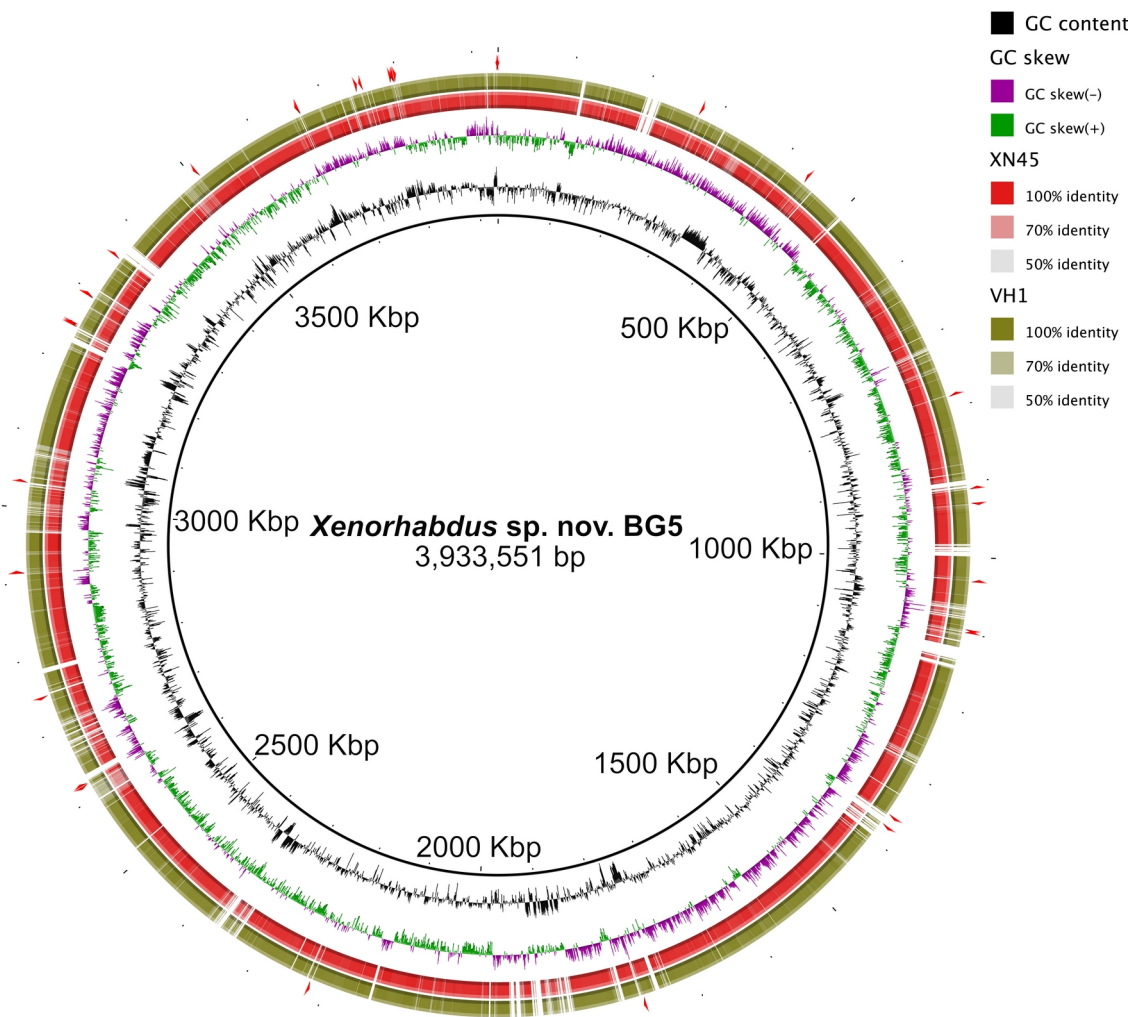 GC content
GC skew
GC skew(-)
GC skew(+)
XN45
100% identity
70% identity
50% identity
VH1
100% identity
70% identity
50% identity
3500 Kbp
500 Kbp
3000 Kbp
Xenorhabdus sp. nov. BG5
3,933,551 bp
1000 Kbp
2500 Kbp
1500 Kbp
2000 Kbp